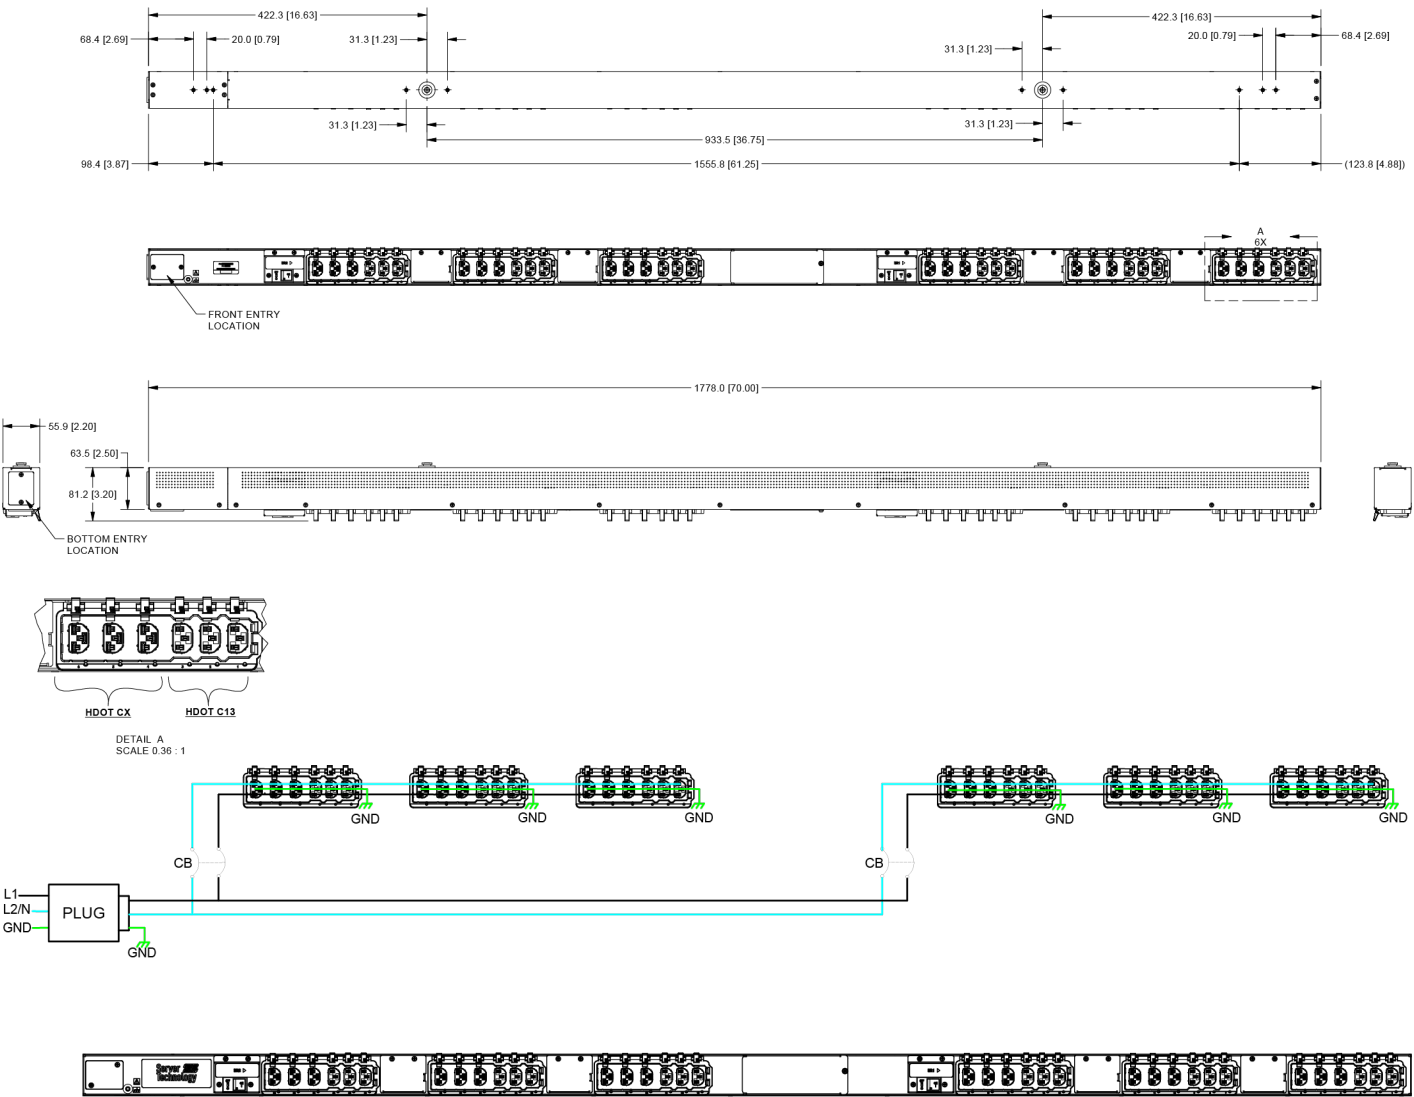 422.3 [16.63]
422.3 [16.63]
68.4 [2.69]
20.0 [0.79]
31.3 [1.23]
31.3 [1.23]
20.0 [0.79]
68.4 [2.69]
31.3 [1.23]
31.3 [1.23]
933.5 [36.75]
98.4 [3.87]
1555.8 [61.25]
(123.8 [4.88])
A
6X
FRONT ENTRY
LOCATION
1778.0 [70.00]
55.9 [2.20]
63.5 [2.50]
81.2 [3.20]
BOTTOM ENTRY
LOCATION
HDOT CX
HDOT C13
DETAIL A
SCALE 0.36 : 1
GND
GND
GND
GND
GND
GND
CB
CB
L1
L2/N
GND
PLUG
GND
Server
Technology